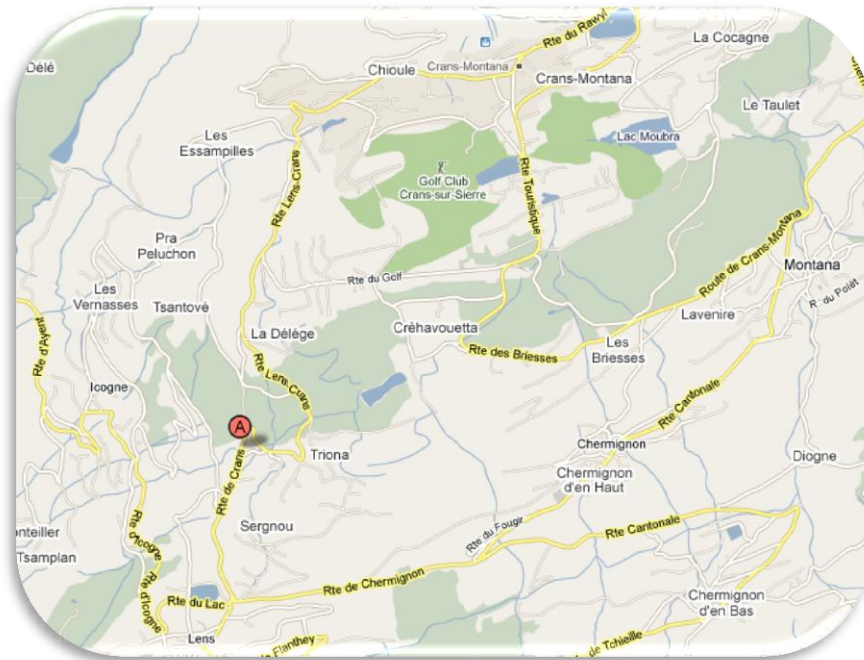 Rte du Rawyl
La Cocagne
Délé
Chioule
Crans-Montana
Crans-Montana
Le Taulet
Les
Essampilles
Lac Moubra
Golf Club
Crans-sur-Sierre
Rte Touristique
Rte Lens-Crans
Pra
Peluchon
Route de Crans-Montana
Montana
Rte du Golf
Les
Vernasses
Tsantové
Lavenire
La Délége
Créhavouetta
Les
Briesses
Rte des Briesses
Rte d'Ayent
Rte Lens-Crans
Icogne
Rte Cantonale
A
Chermignon
Triona
Diogne
Rte de Crans
Chermignon
d'en Haut
Sergnou
Rte du Fougir
Rte Cantonale
Tsamplan
Rte d'Icogne
Rte d'Icogne
Rte de Chermignon
Rte du Lac
Chermignon
d'en Bas
Lens
Flanthey
de Tchieille